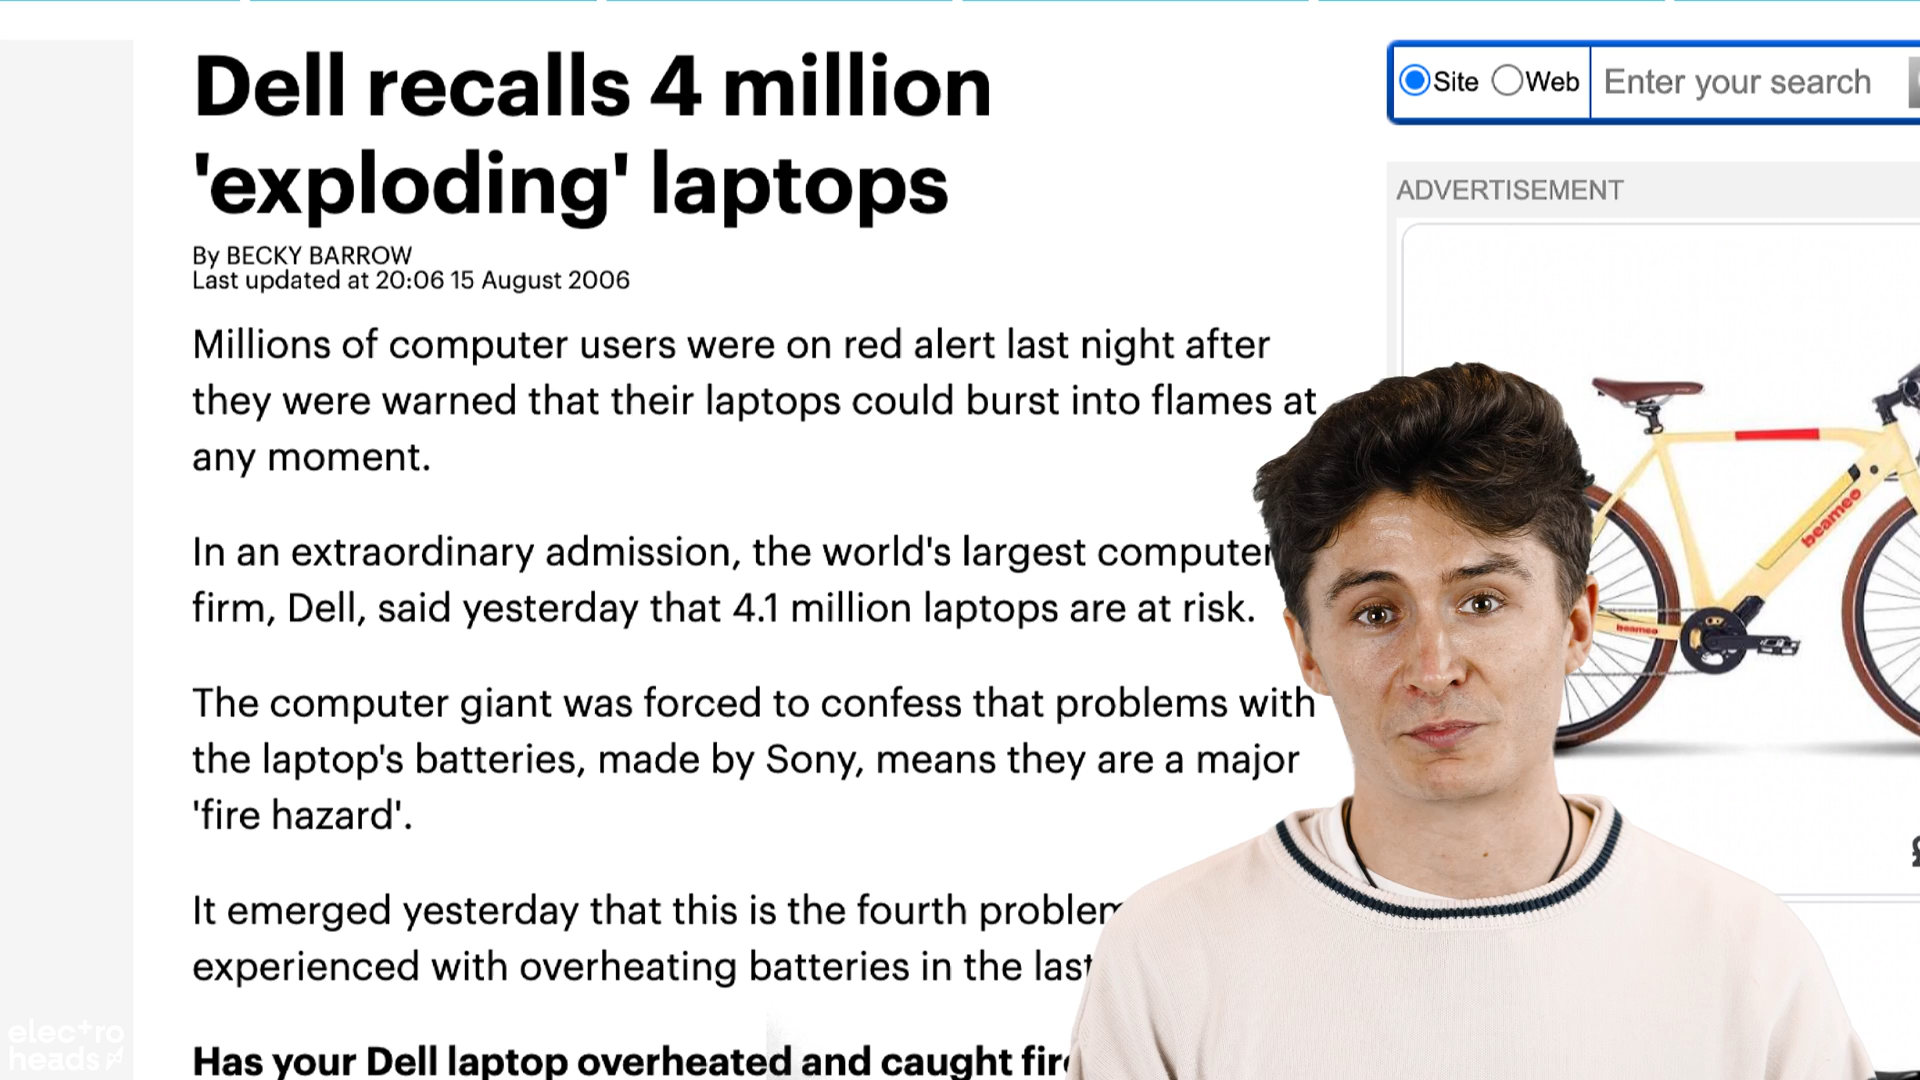 Dell recalls 4 million
'exploding' laptops
By BECKY BARROW
Last updated at 20:06 15 August 2006
Millions of computer users were on red alert last night after
they were warned that their laptops could burst into flames at
any moment.
In an extraordinary admission, the world's largest computer
firm, Dell, said yesterday that 4.1 million laptops are at risk.
The computer giant was forced to confess that problems with
the laptop's batteries, made by Sony, means they are a major
'fire hazard'.
It emerged yesterday that this is the fourth problem
experienced with overheating batteries in the last
Has your Dell laptop overheated and caught fire
Site Web Enter your search
ADVERTISEMENT
beameo
beameo
£
electro
heads